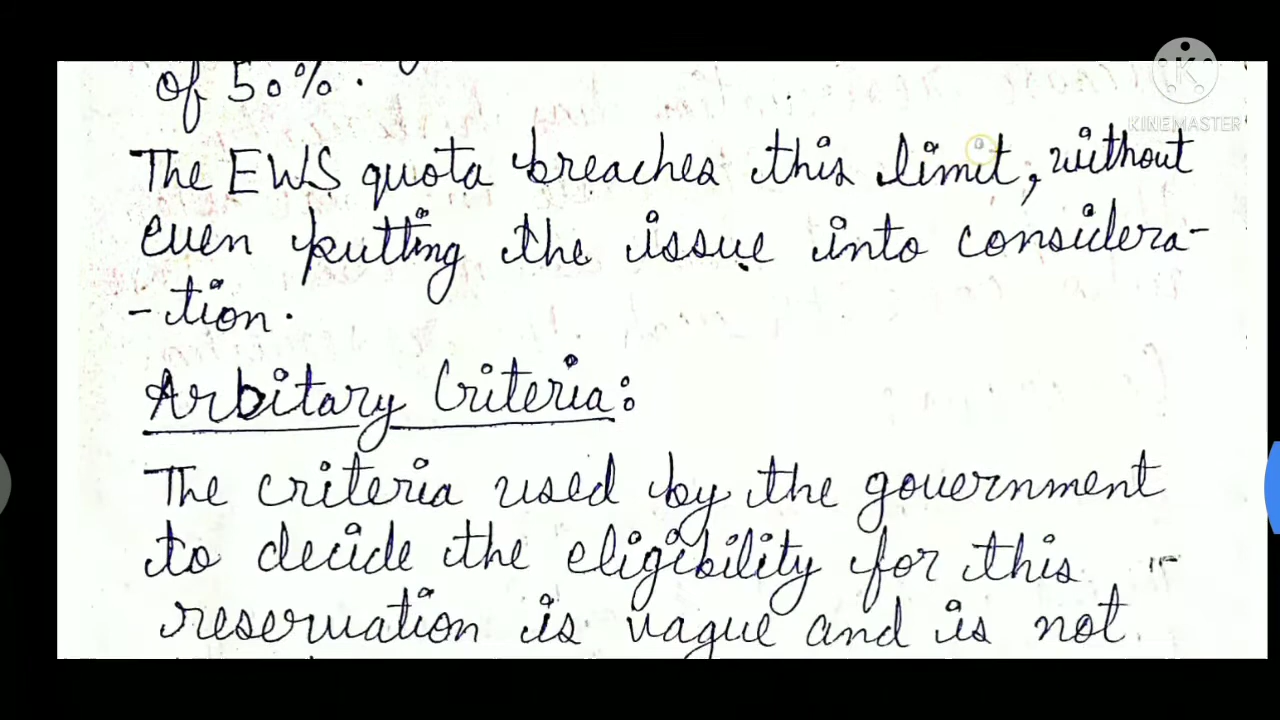 of 50%.
KINEMASTER
The EWS quota breaches this limit, without
even putting the issue into considera-
-tion.
Arbitary Criteria:
The criteria used by the government
to decide the eligibility for this
reservation is vague and is not